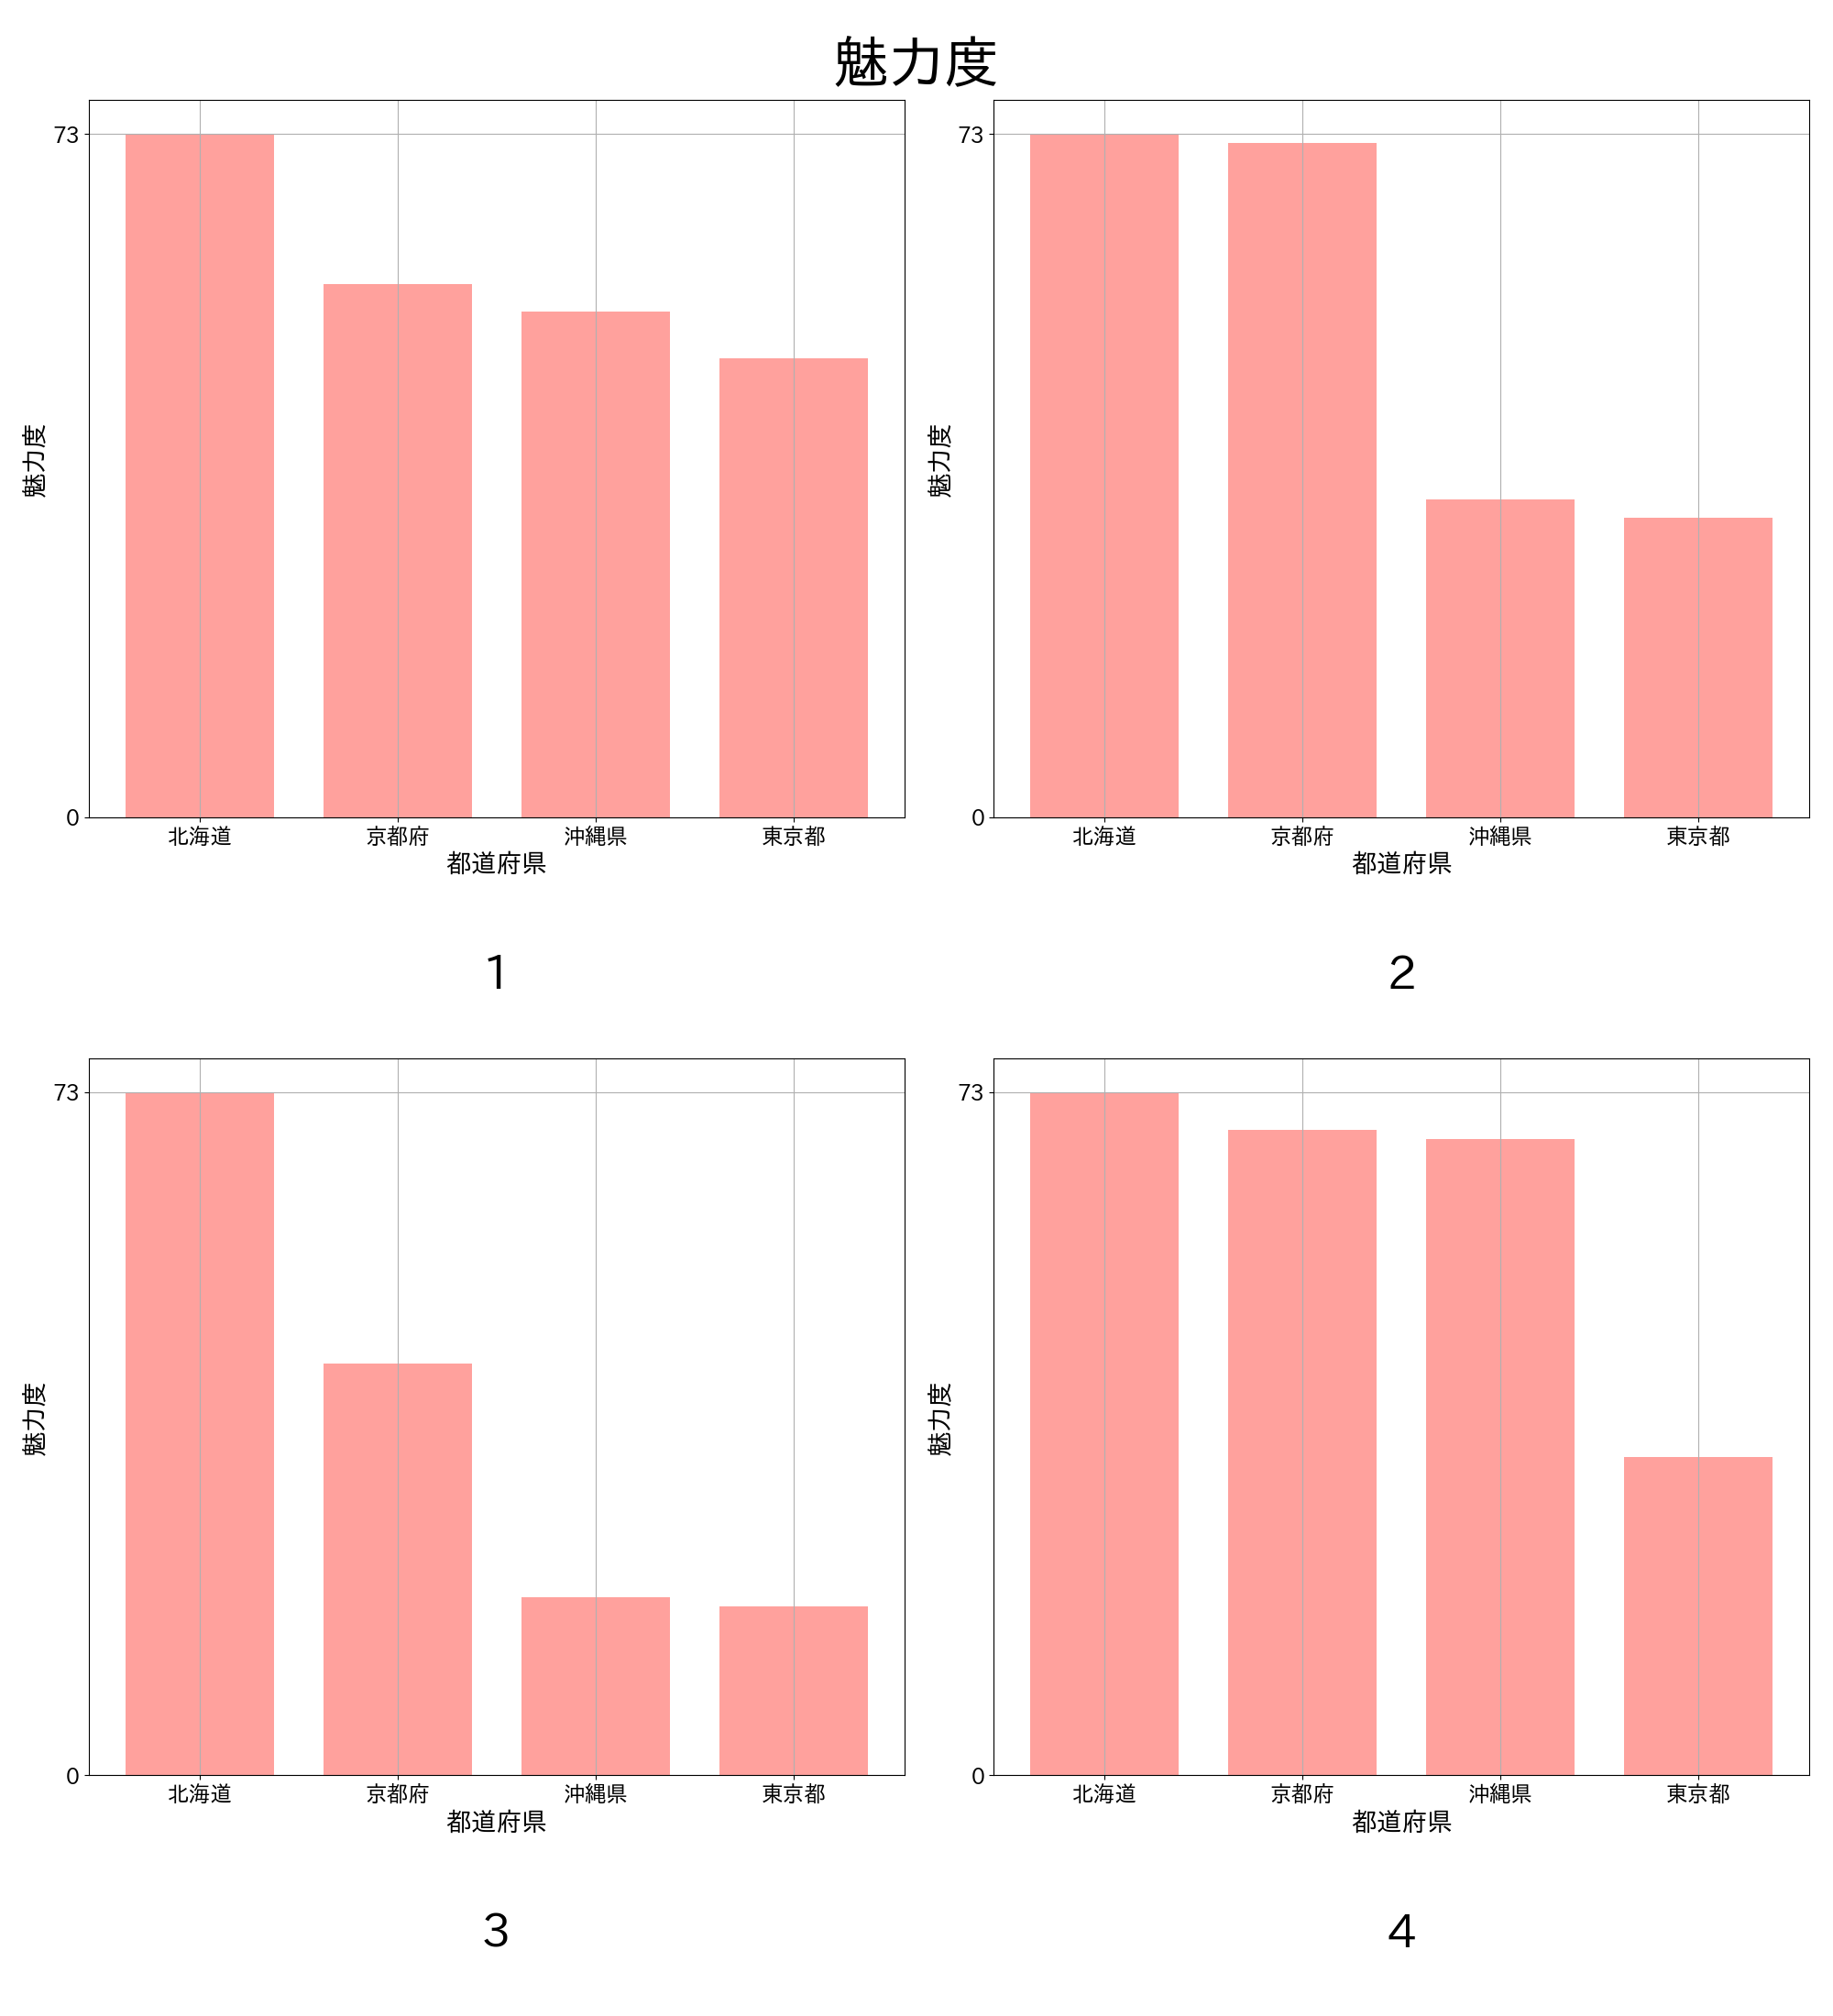 魅力度
73
0
魅力度
北海道 京都府 沖縄県 東京都
都道府県
1
73
0
魅力度
北海道 京都府 沖縄県 東京都
都道府県
2
73
0
魅力度
北海道 京都府 沖縄県 東京都
都道府県
3
73
0
魅力度
北海道 京都府 沖縄県 東京都
都道府県
4